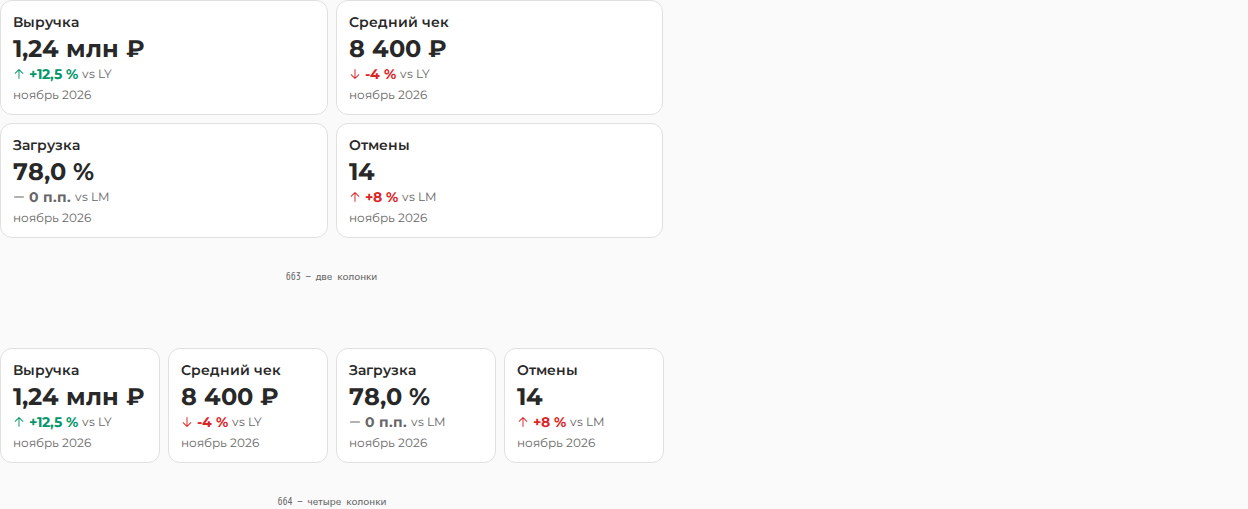 Выручка
1,24 млн ₽
↑ +12,5 % vs LY
ноябрь 2026
Средний чек
8 400 ₽
↓ -4 % vs LY
ноябрь 2026
Загрузка
78,0 %
— 0 п.п. vs LM
ноябрь 2026
Отмены
14
↑ +8 % vs LM
ноябрь 2026
663 — две колонки
Выручка
1,24 млн ₽
↑ +12,5 % vs LY
ноябрь 2026
Средний чек
8 400 ₽
↓ -4 % vs LY
ноябрь 2026
Загрузка
78,0 %
— 0 п.п. vs LM
ноябрь 2026
Отмены
14
↑ +8 % vs LM
ноябрь 2026
664 — четыре колонки